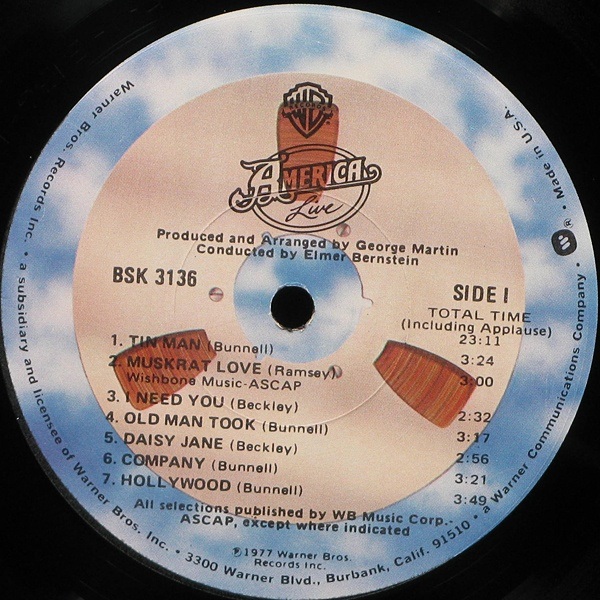 WB
RECORDS
AMERICA
Live
Produced and Arranged by George Martin
Conducted by Elmer Bernstein
BSK 3136
SIDE I
TOTAL TIME
(Including Applause)
23:11
1. TIN MAN (Bunnell) 3:24
2. MUSKRAT LOVE (Ramsey) 3:00
Wishbone Music-ASCAP
3. I NEED YOU (Beckley) 2:32
4. OLD MAN TOOK (Bunnell) 3:17
5. DAISY JANE (Beckley) 2:56
6. COMPANY (Bunnell) 3:21
7. HOLLYWOOD (Bunnell) 3:49
All selections published by WB Music Corp.-
ASCAP, except where indicated
℗1977 Warner Bros.
Records Inc.
Warner Bros. Records Inc. • a subsidiary and licensee of Warner Bros. Inc. • 3300 Warner Blvd., Burbank, Calif. 91510 • a Warner Communications Company • ® • Made in U.S.A.